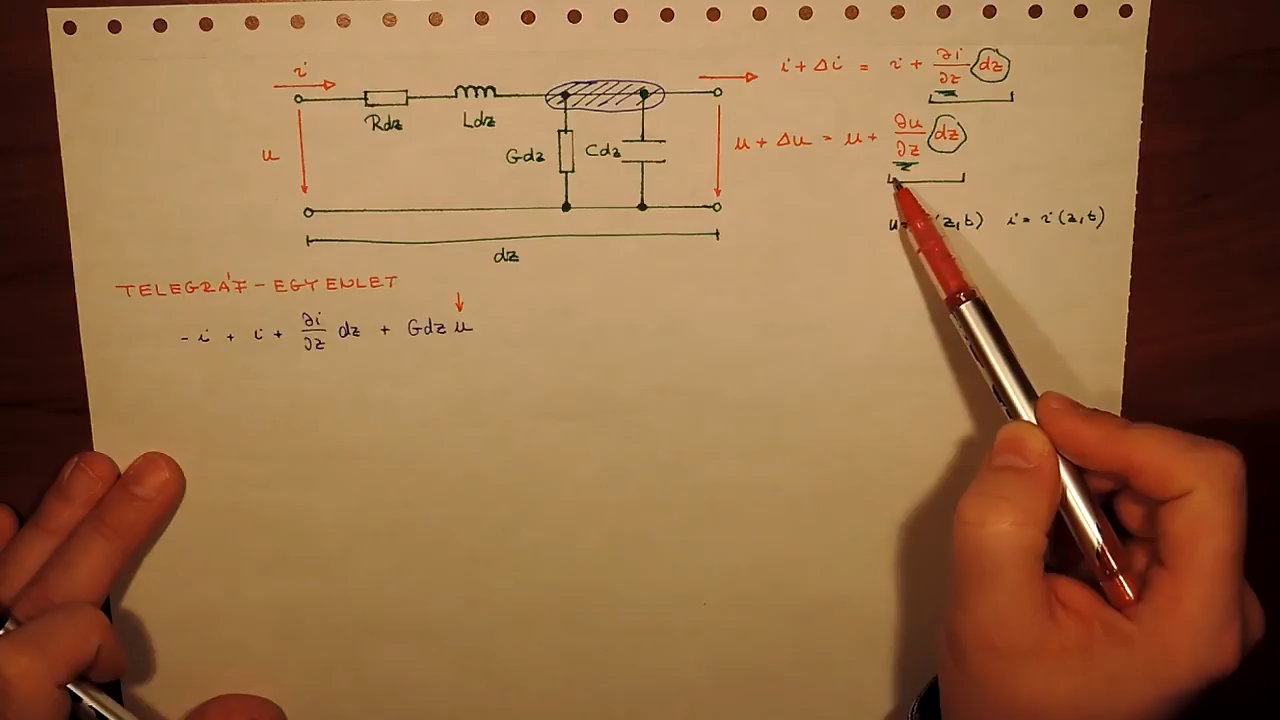 i
i + Δi = i + ∂i/∂z dz
Rdz
Ldz
u
Gdz
Cdz
u + Δu = u + ∂u/∂z dz
(z,t) i = i(z,t)
dz
TELEGRÁF-EGYENLET
- i + i + ∂i/∂z dz + Gdz u